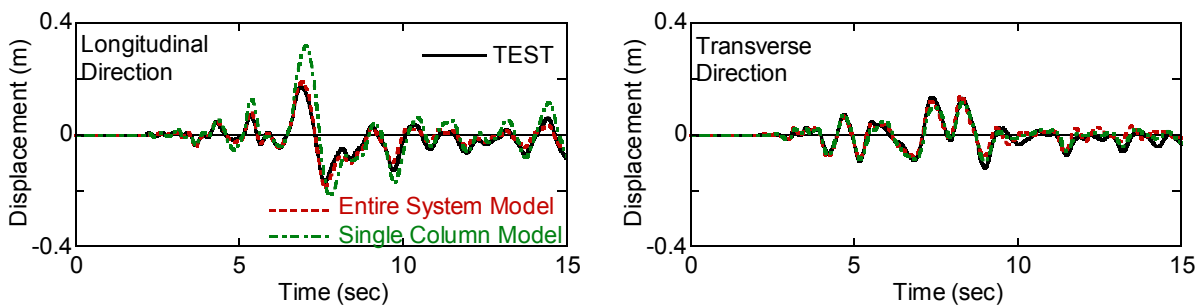 0.4
Longitudinal
Direction
TEST
Displacement (m)
0
Entire System Model
Single Column Model
-0.4
0
5
10
15
Time (sec)
0.4
Transverse
Direction
Displacement (m)
0
-0.4
0
5
10
15
Time (sec)